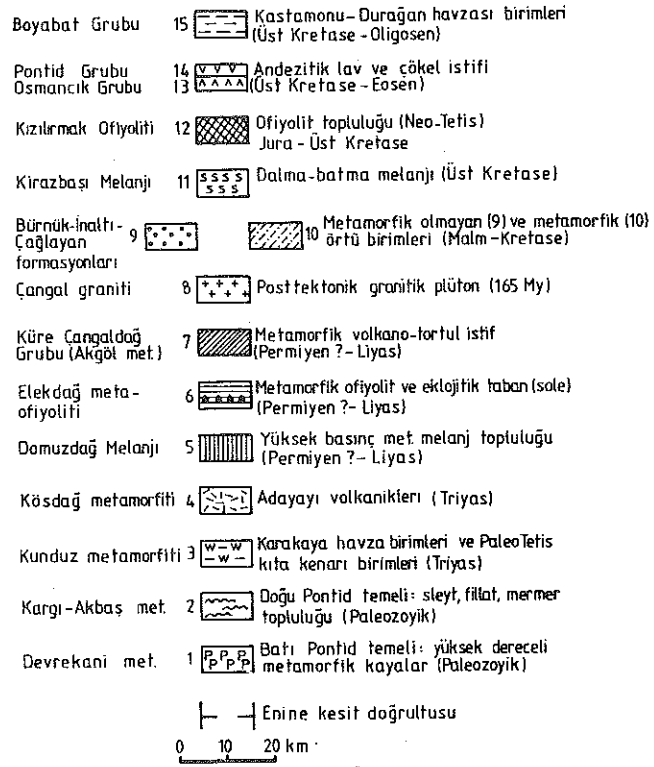 Boyabat Grubu 15 Kastamonu-Durağan havzası birimleri
(Üst Kretase-Oligosen)
Pontid Grubu 14 Andezitik lav ve çökel istifi
Osmancık Grubu 13 (Üst Kretase-Eosen)
Kızılırmak Ofiyoliti 12 Ofiyolit topluluğu (Neo-Tetis)
Jura-Üst Kretase
Kirazbaşı Melanjı 11 Dalma-batma melanjı (Üst Kretase)
Bürnük-İnaltı-
Çağlayan
formasyonları 9
10 Metamorfik olmayan (9) ve metamorfik (10)
örtü birimleri (Malm-Kretase)
Çangal graniti 8 Posttektonik granitik plüton (165 My)
Küre Çangaldağ
Grubu (Akgöl met.) 7 Metamorfik volkano-tortul istif
(Permiyen ?-Liyas)
Elekdağ meta-
ofiyoliti 6 Metamorfik ofiyolit ve eklojitik taban (sole)
(Permiyen ?-Liyas)
Domuzdağ Melanjı 5 Yüksek basınç met. melanj topluluğu
(Permiyen ?-Liyas)
Kösdağ metamorfiti 4 Adayayı volkanikleri (Triyas)
Kunduz metamorfiti 3 Karakaya havza birimleri ve PaleoTetis
kıta kenarı birimleri (Triyas)
Kargı-Akbaş met. 2 Doğu Pontid temeli: sleyt, fillat, mermer
topluluğu (Paleozoyik)
Devrekani met. 1 Batı Pontid temeli: yüksek dereceli
metamorfik kayalar (Paleozoyik)
Enine kesit doğrultusu
0 10 20 km